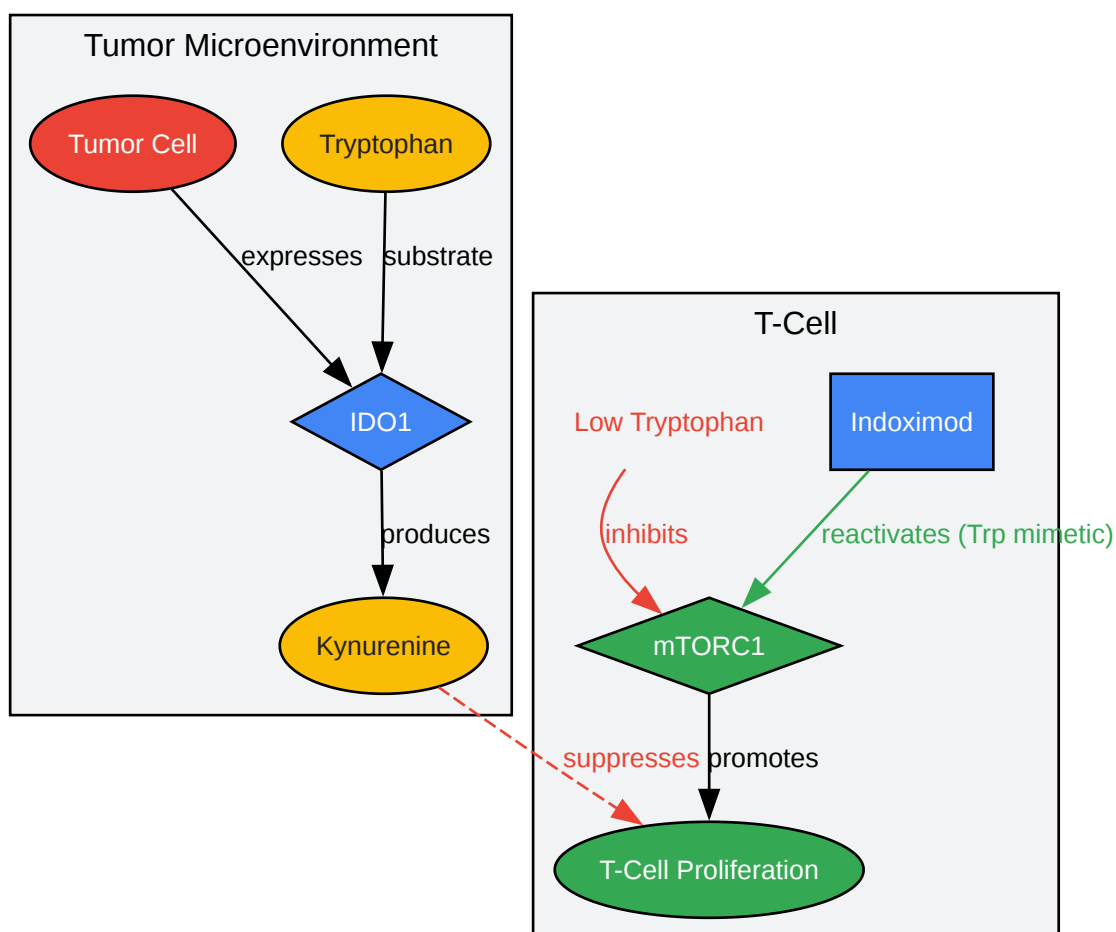 Tumor Microenvironment
Tumor Cell
Tryptophan
expresses
substrate
T-Cell
IDO1
Low Tryptophan
Indoximod
produces
inhibits
reactivates (Trp mimetic)
Kynurenine
mTORC1
suppresses
promotes
T-Cell Proliferation